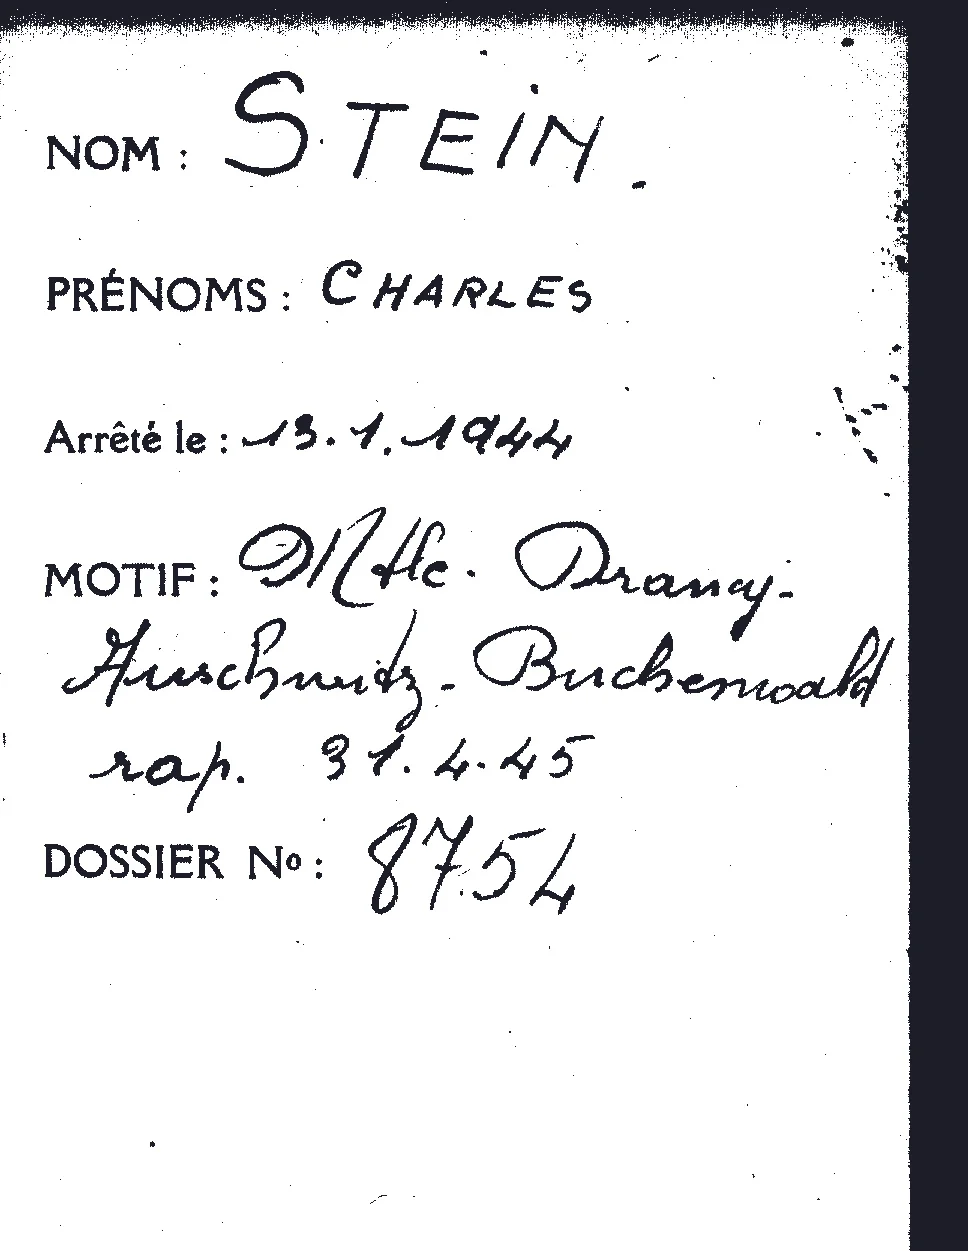 NOM : STEIN.
PRÉNOMS : CHARLES
Arrêté le : 13.1.1944
MOTIF : Drancy-
Auschwitz-Buchenwald
rap. 31.4.45
DOSSIER No : 8754